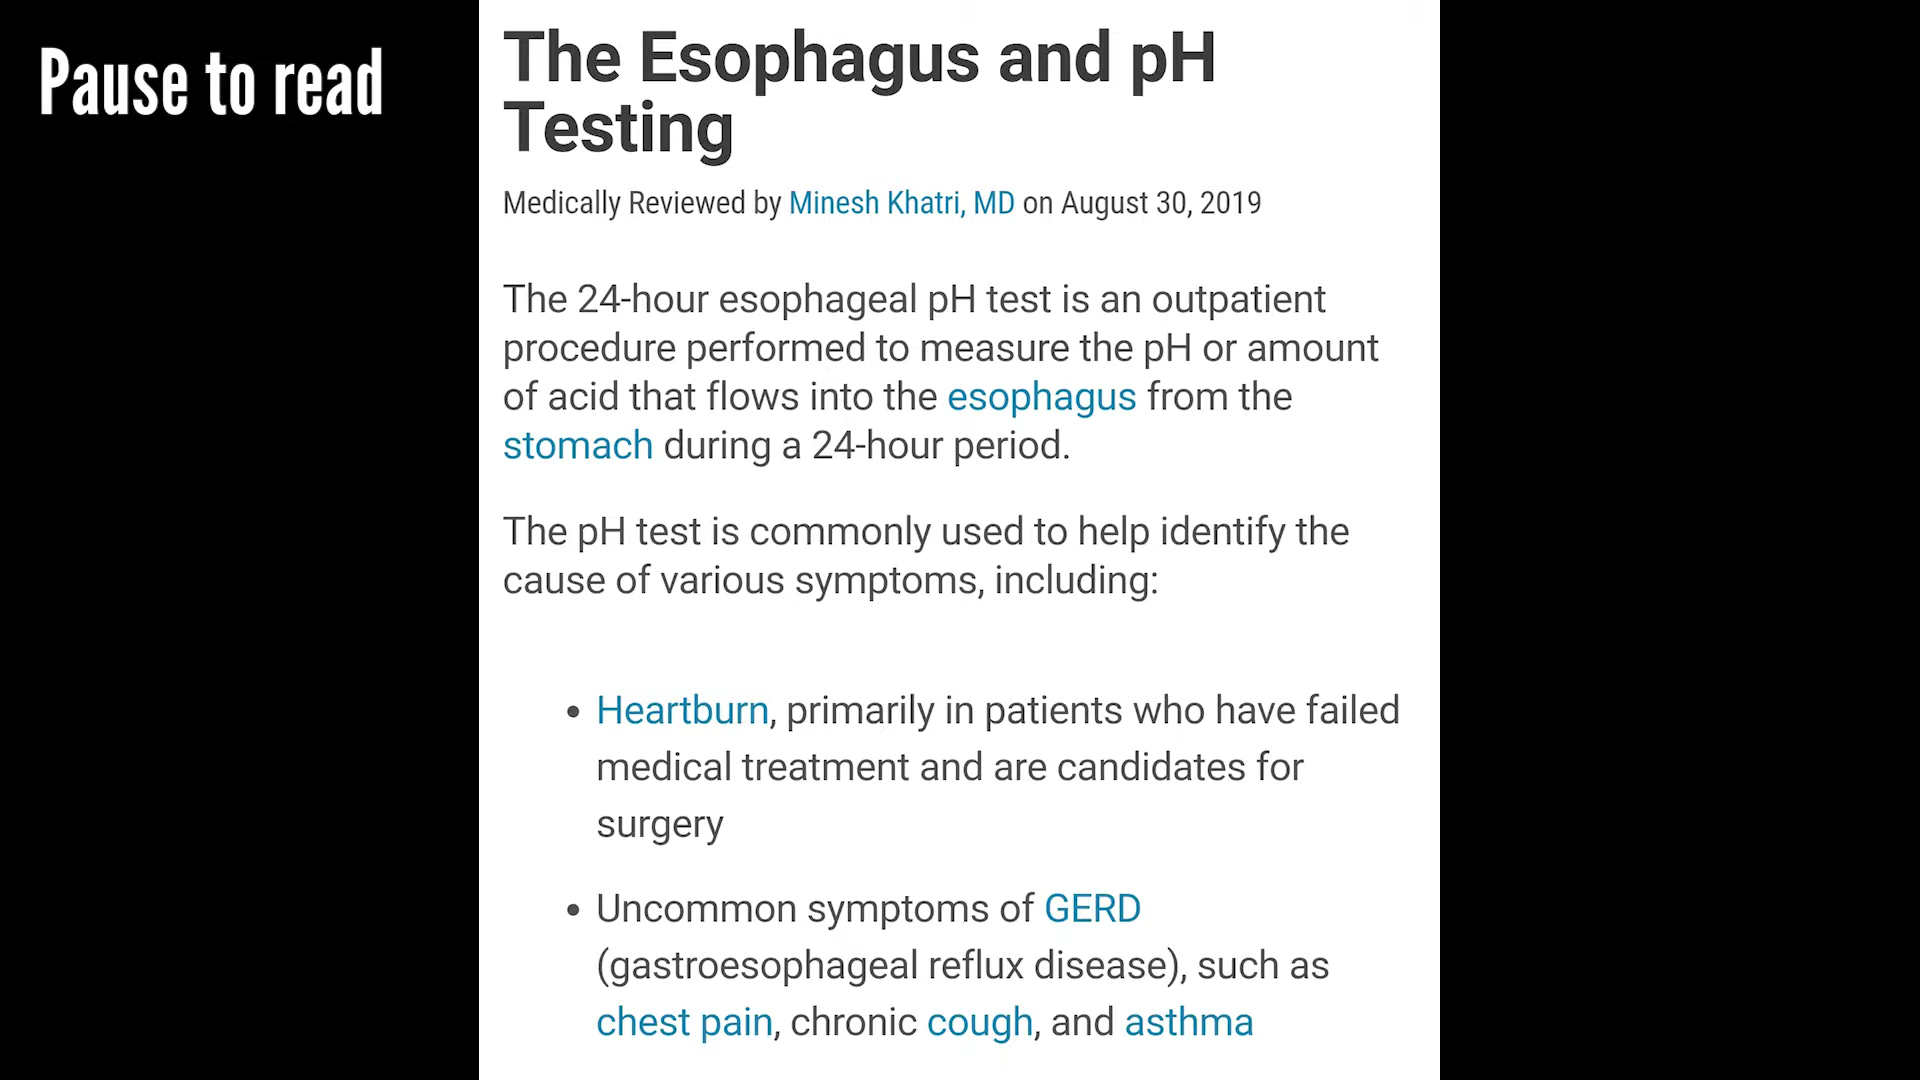 Pause to read
The Esophagus and pH
Testing
Medically Reviewed by Minesh Khatri, MD on August 30, 2019
The 24-hour esophageal pH test is an outpatient
procedure performed to measure the pH or amount
of acid that flows into the esophagus from the
stomach during a 24-hour period.
The pH test is commonly used to help identify the
cause of various symptoms, including:
• Heartburn, primarily in patients who have failed
medical treatment and are candidates for
surgery
• Uncommon symptoms of GERD
(gastroesophageal reflux disease), such as
chest pain, chronic cough, and asthma